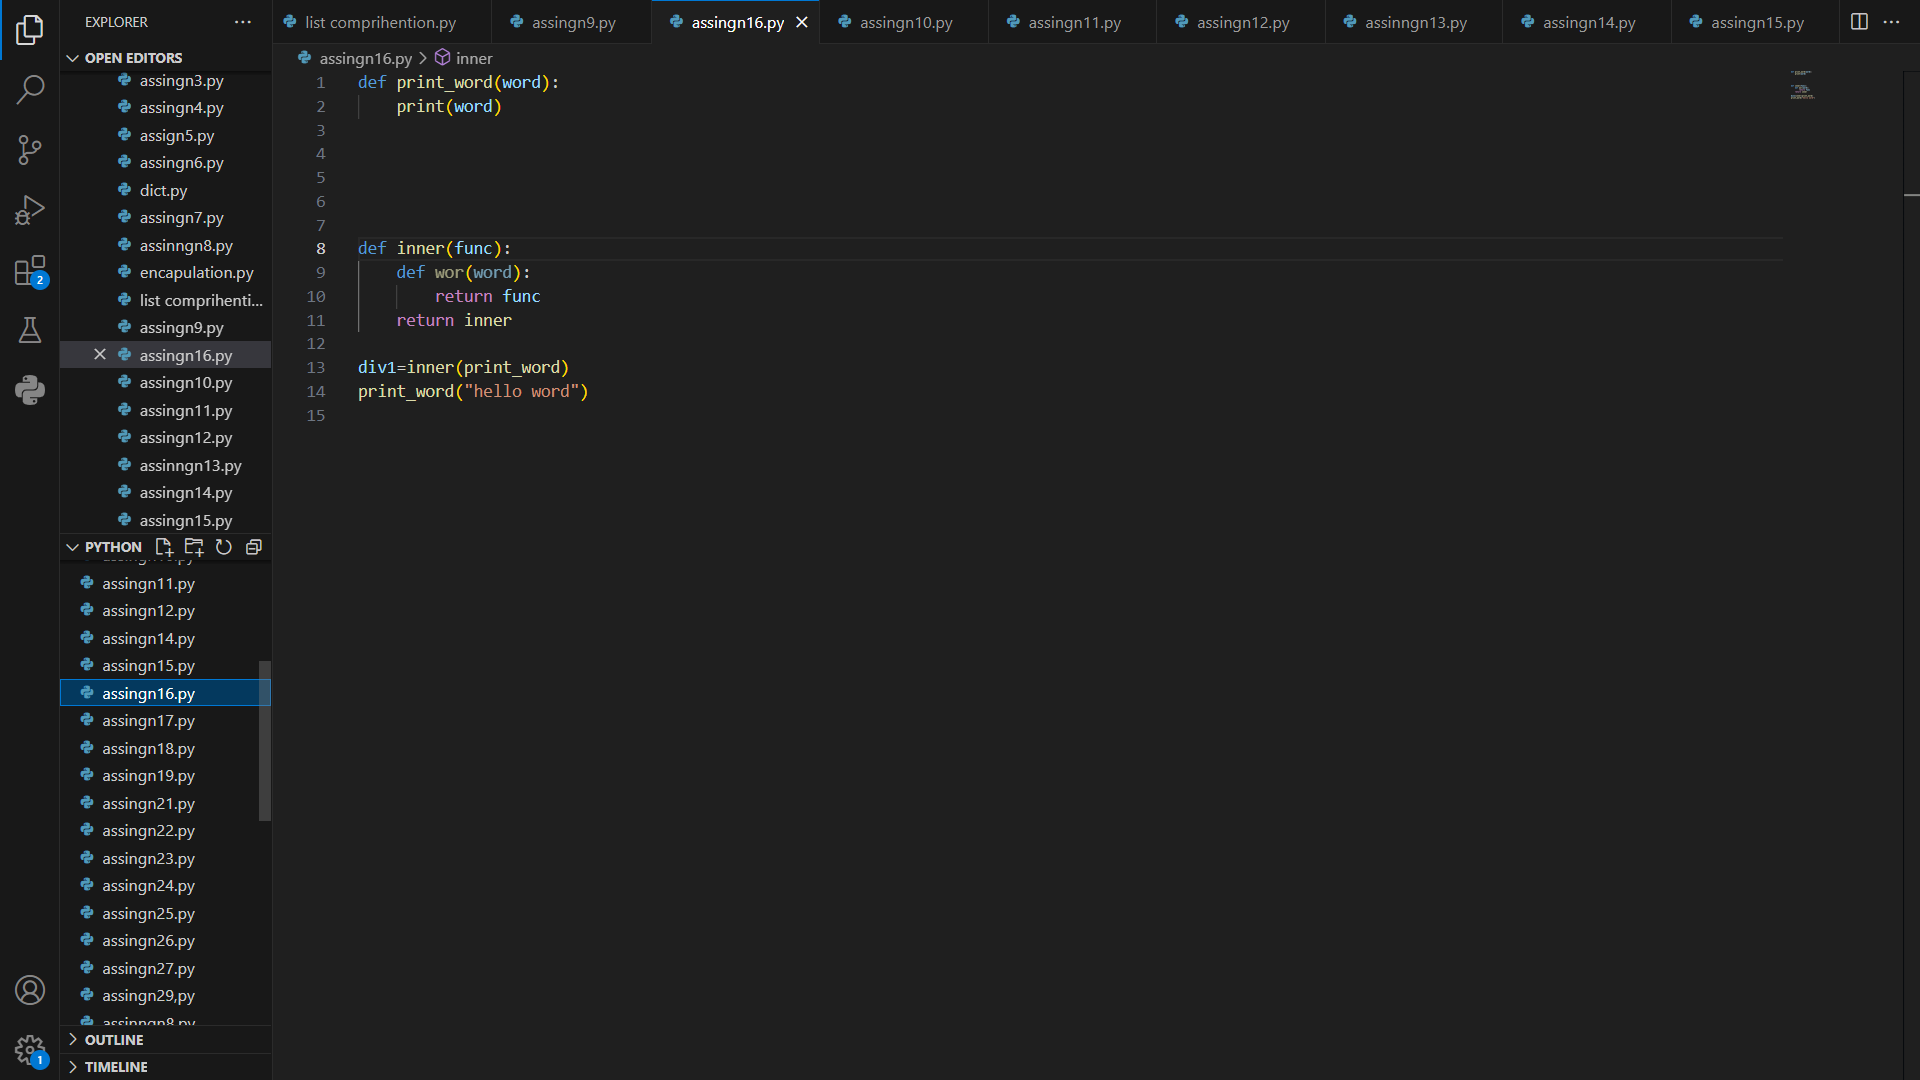 EXPLORER
OPEN EDITORS
assingn3.py
assingn4.py
assign5.py
assingn6.py
dict.py
assingn7.py
assinngn8.py
encapulation.py
list comprihenti...
assingn9.py
assingn16.py
assingn10.py
assingn11.py
assingn12.py
assinngn13.py
assingn14.py
assingn15.py
PYTHON
assingn11.py
assingn12.py
assingn14.py
assingn15.py
assingn16.py
assingn17.py
assingn18.py
assingn19.py
assingn21.py
assingn22.py
assingn23.py
assingn24.py
assingn25.py
assingn26.py
assingn27.py
assingn29,py
assinngn8.py
OUTLINE
TIMELINE
2
1
list comprihention.py assingn9.py assingn16.py assingn10.py assingn11.py assingn12.py assinngn13.py assingn14.py assingn15.py
assingn16.py > inner
1 def print_word(word):
2 print(word)
3
4
5
6
7
8 def inner(func):
9 def wor(word):
10 return func
11 return inner
12
13 div1=inner(print_word)
14 print_word("hello word")
15